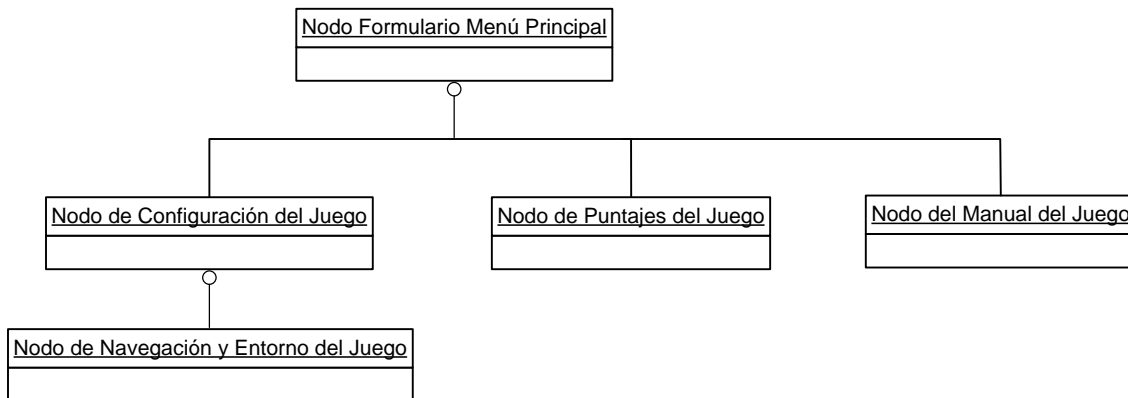 Nodo Formulario Menú Principal
Nodo de Configuración del Juego
Nodo de Puntajes del Juego
Nodo del Manual del Juego
Nodo de Navegación y Entorno del Juego